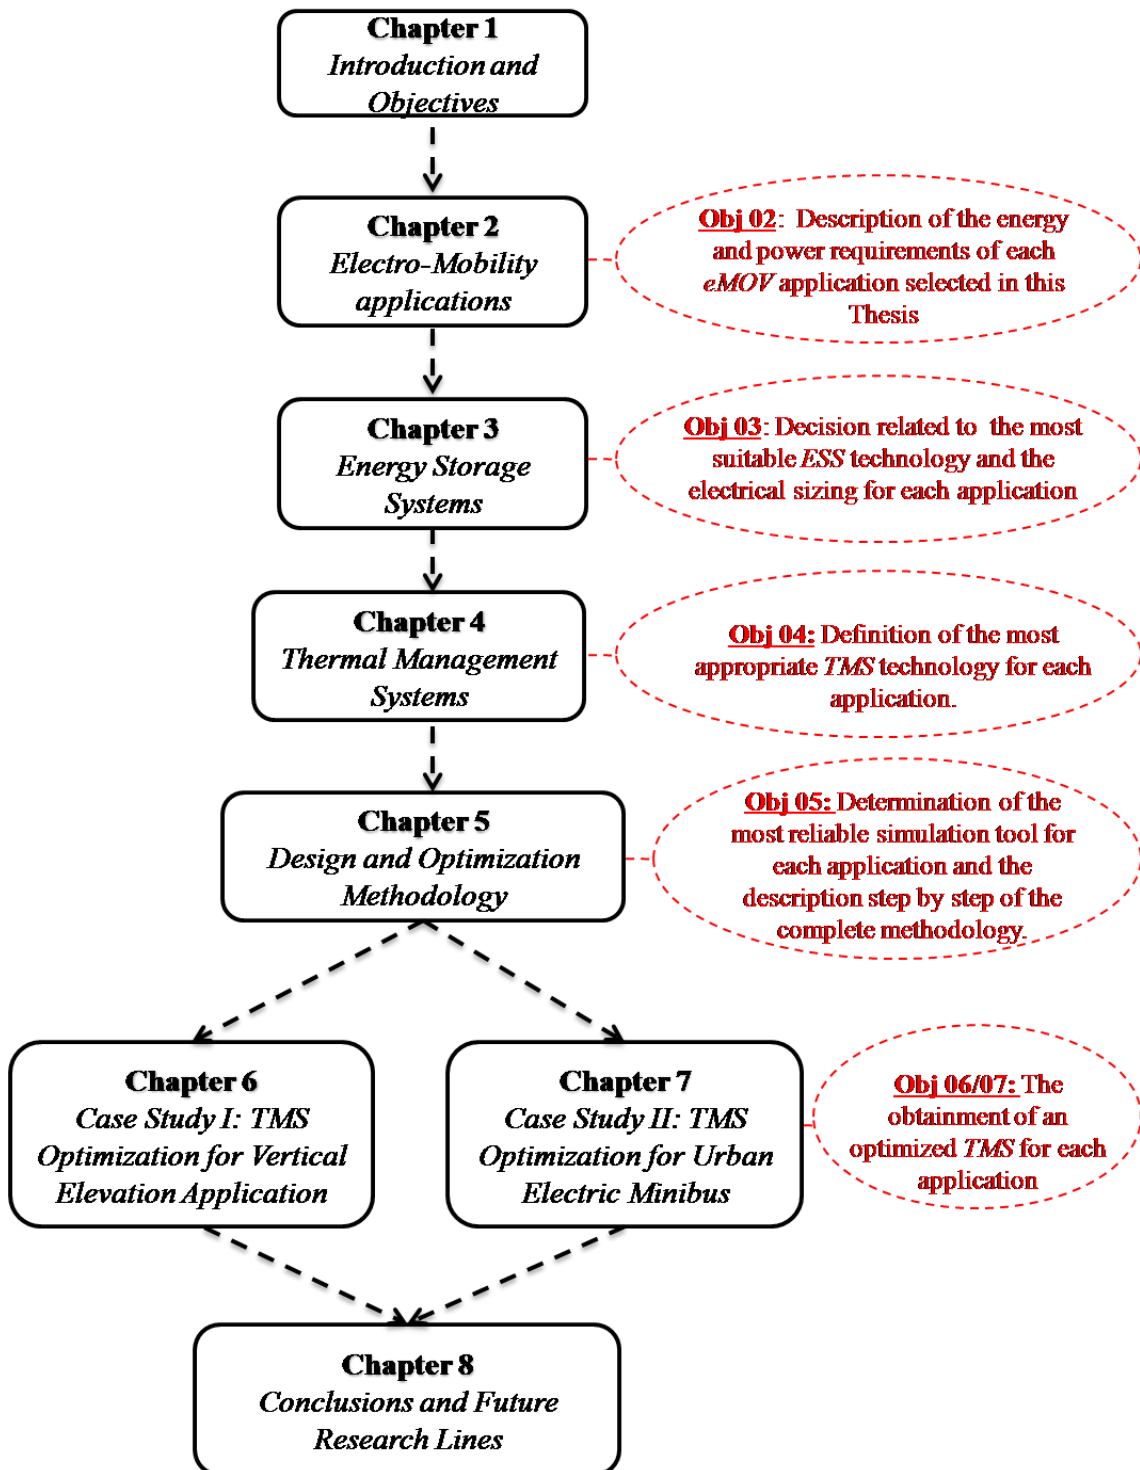 Chapter 1
Introduction and
Objectives
Chapter 2
Electro-Mobility
applications
Obj 02: Description of the energy
and power requirements of each
eMOV application selected in this
Thesis
Chapter 3
Energy Storage
Systems
Obj 03: Decision related to the most
suitable ESS technology and the
electrical sizing for each application
Chapter 4
Thermal Management
Systems
Obj 04: Definition of the most
appropriate TMS technology for each
application.
Chapter 5
Design and Optimization
Methodology
Obj 05: Determination of the
most reliable simulation tool for
each application and the
description step by step of the
complete methodology.
Chapter 6
Case Study I: TMS
Optimization for Vertical
Elevation Application
Chapter 7
Case Study II: TMS
Optimization for Urban
Electric Minibus
Obj 06/07: The
obtainment of an
optimized TMS for each
application
Chapter 8
Conclusions and Future
Research Lines